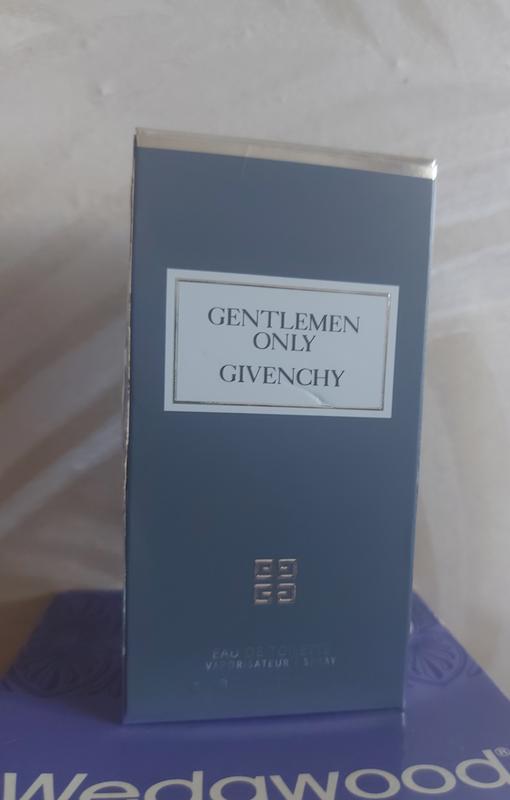 GENTLEMEN
ONLY
GIVENCHY
EAU DE TOILETTE
VAPORISATEUR / SPRAY
Wedgwood®